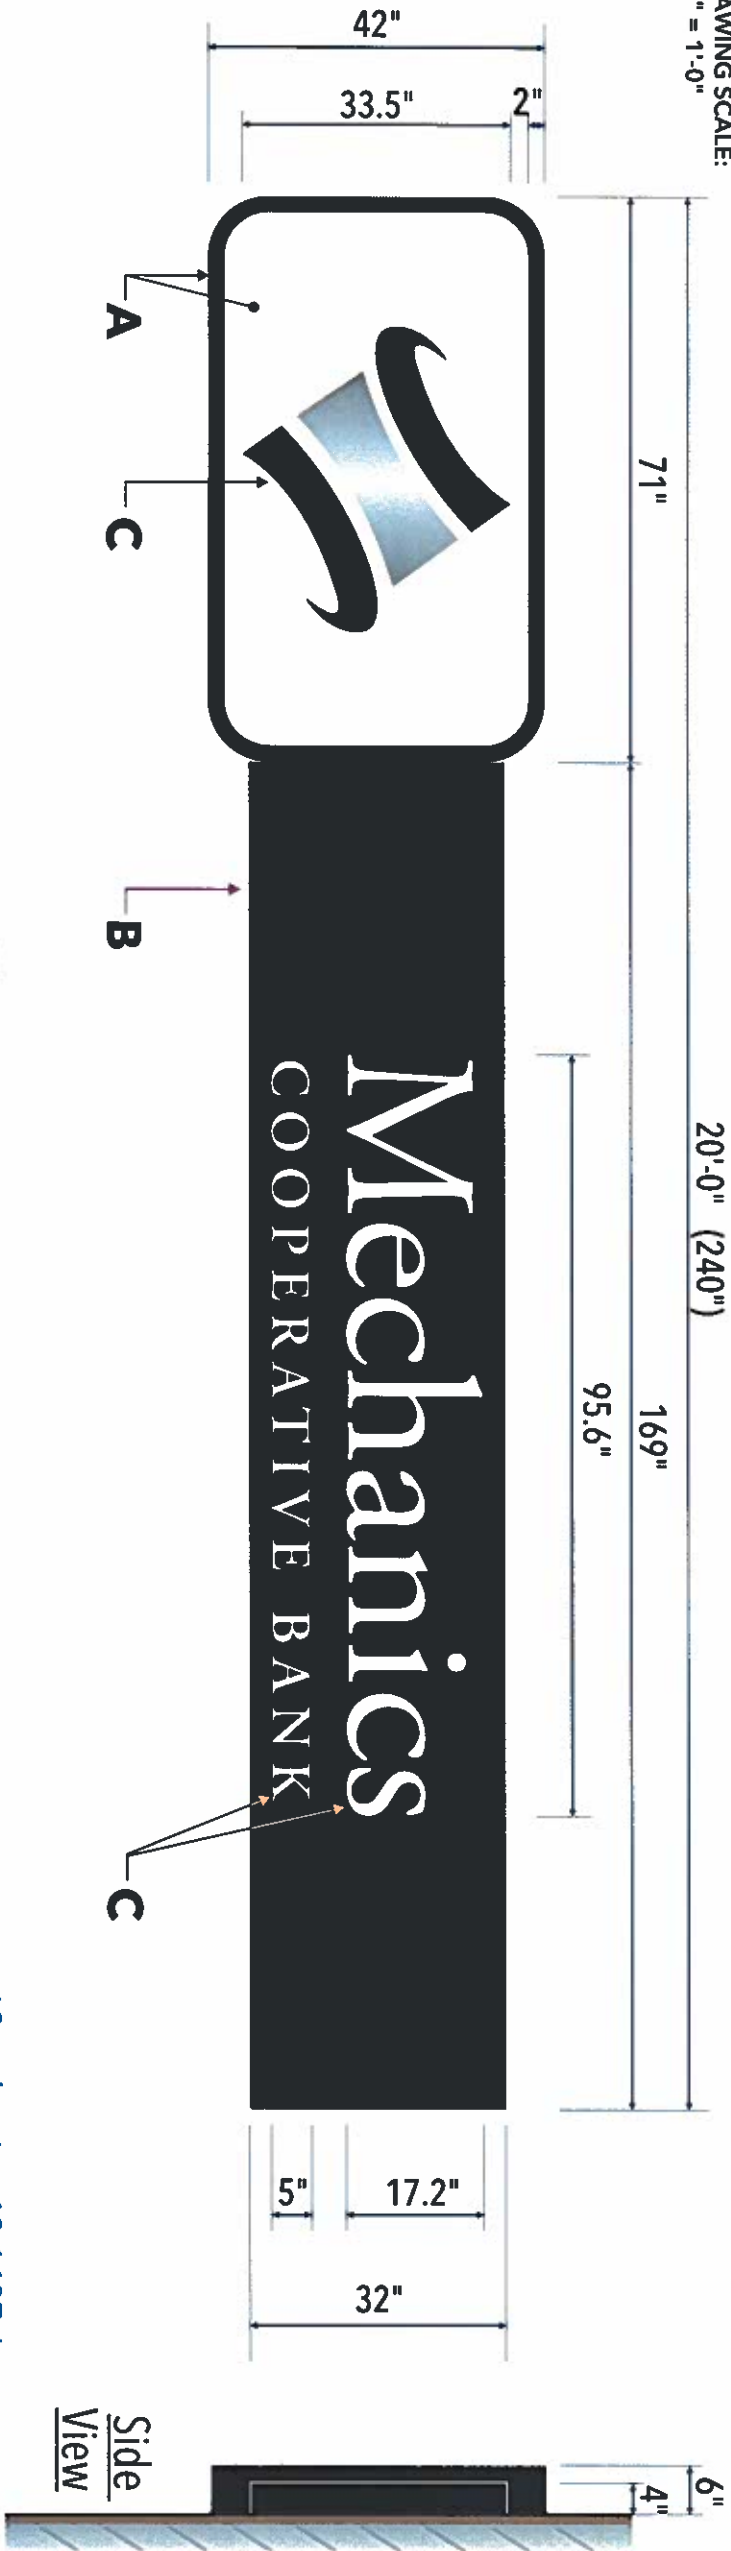 AWING SCALE:
" = 1'-0"
20'-0" (240")
71"
169"
95.6"
42"
33.5"
2"
Mechanics
COOPERATIVE BANK
17.2"
5"
32"
A
C
B
C
6"
4"
Side
View